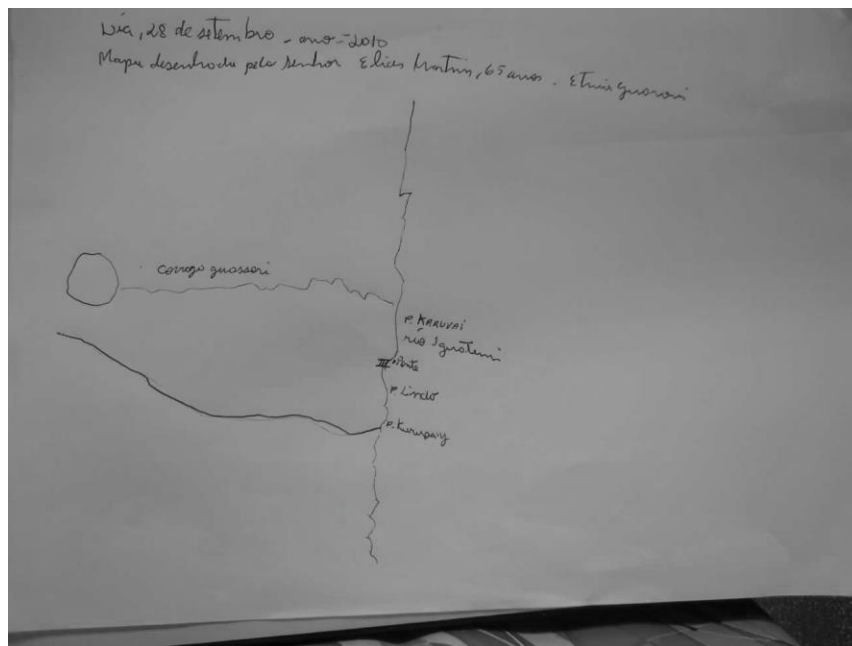 Dia, 28 de setembro - ano - 2010
Mapa desenhado pelo senhor Elias Martins, 65 anos - Etnia guarani
Corrego guassori
P. KARUVAI
rio Iguatemi
Ponte
P. Lindo
P. Kurupay